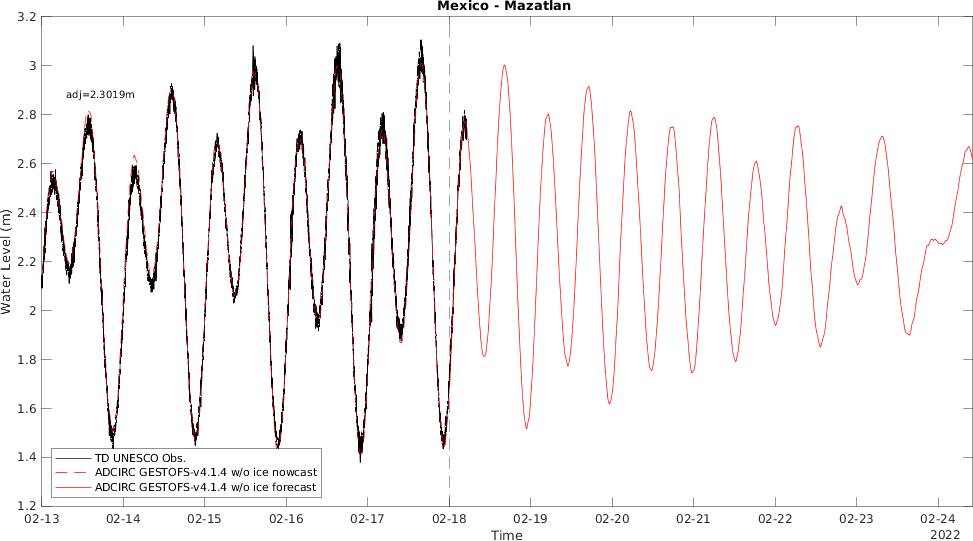 Mexico - Mazatlan
3.2
3
2.8
2.6
2.4
2.2
2
1.8
1.6
1.4
1.2
Water Level (m)
adj=2.3019m
TD UNESCO Obs.
ADCIRC GESTOFS-v4.1.4 w/o ice nowcast
ADCIRC GESTOFS-v4.1.4 w/o ice forecast
02-13 02-14 02-15 02-16 02-17 02-18 02-19 02-20 02-21 02-22 02-23 02-24
Time
2022